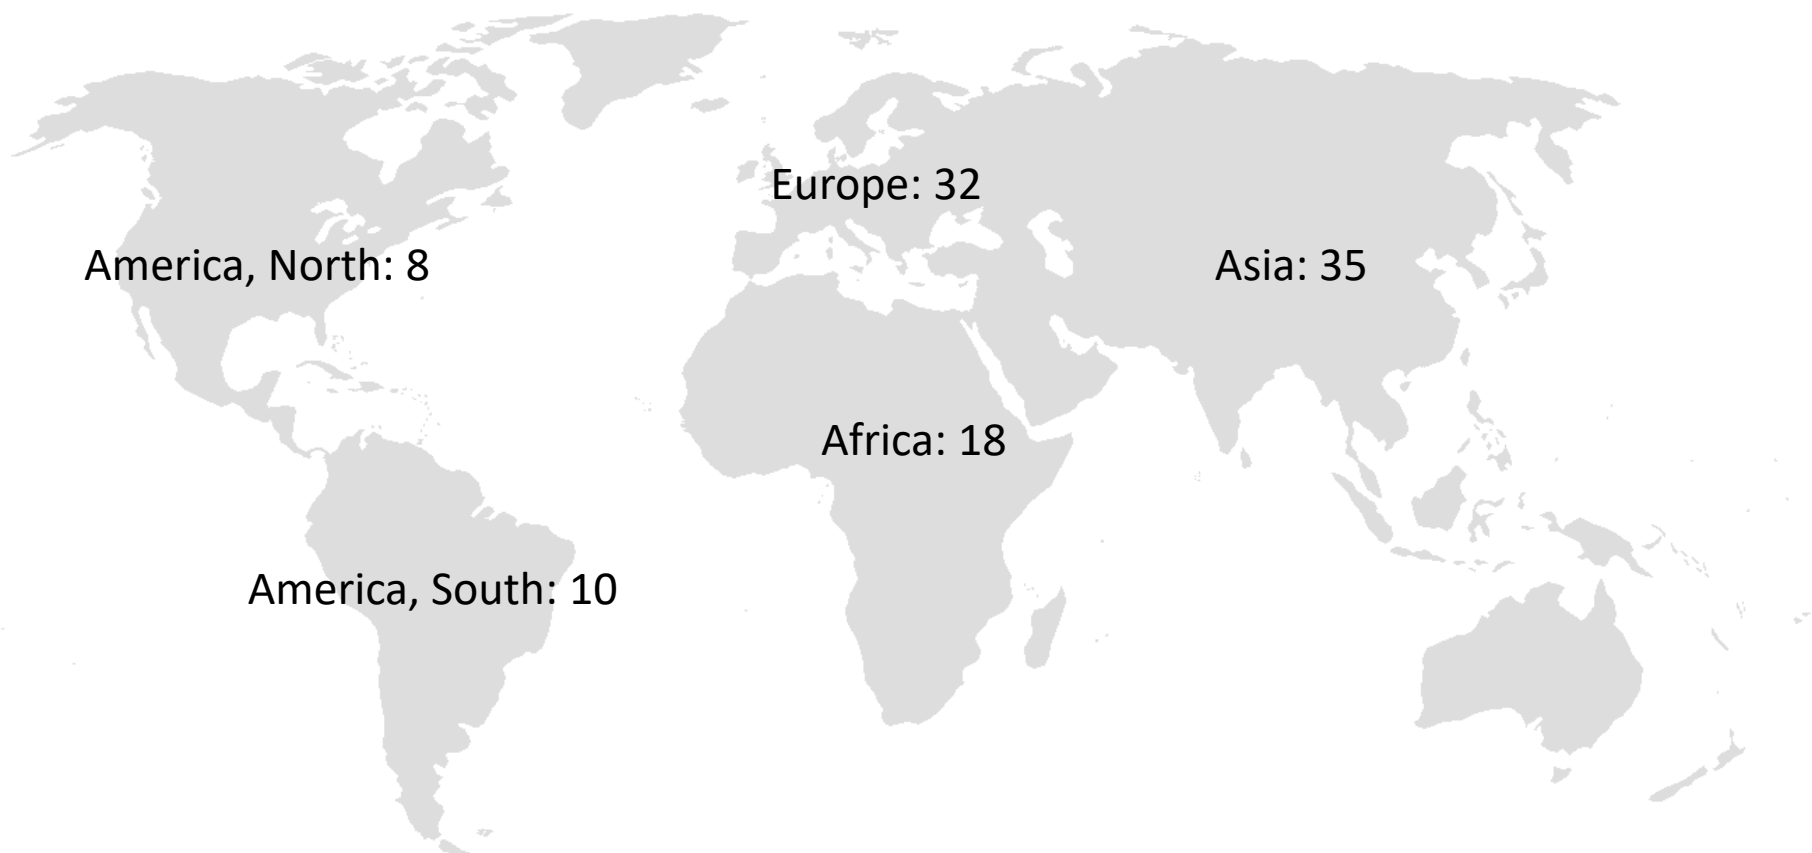 Europe: 32
America, North: 8
Asia: 35
Africa: 18
America, South: 10